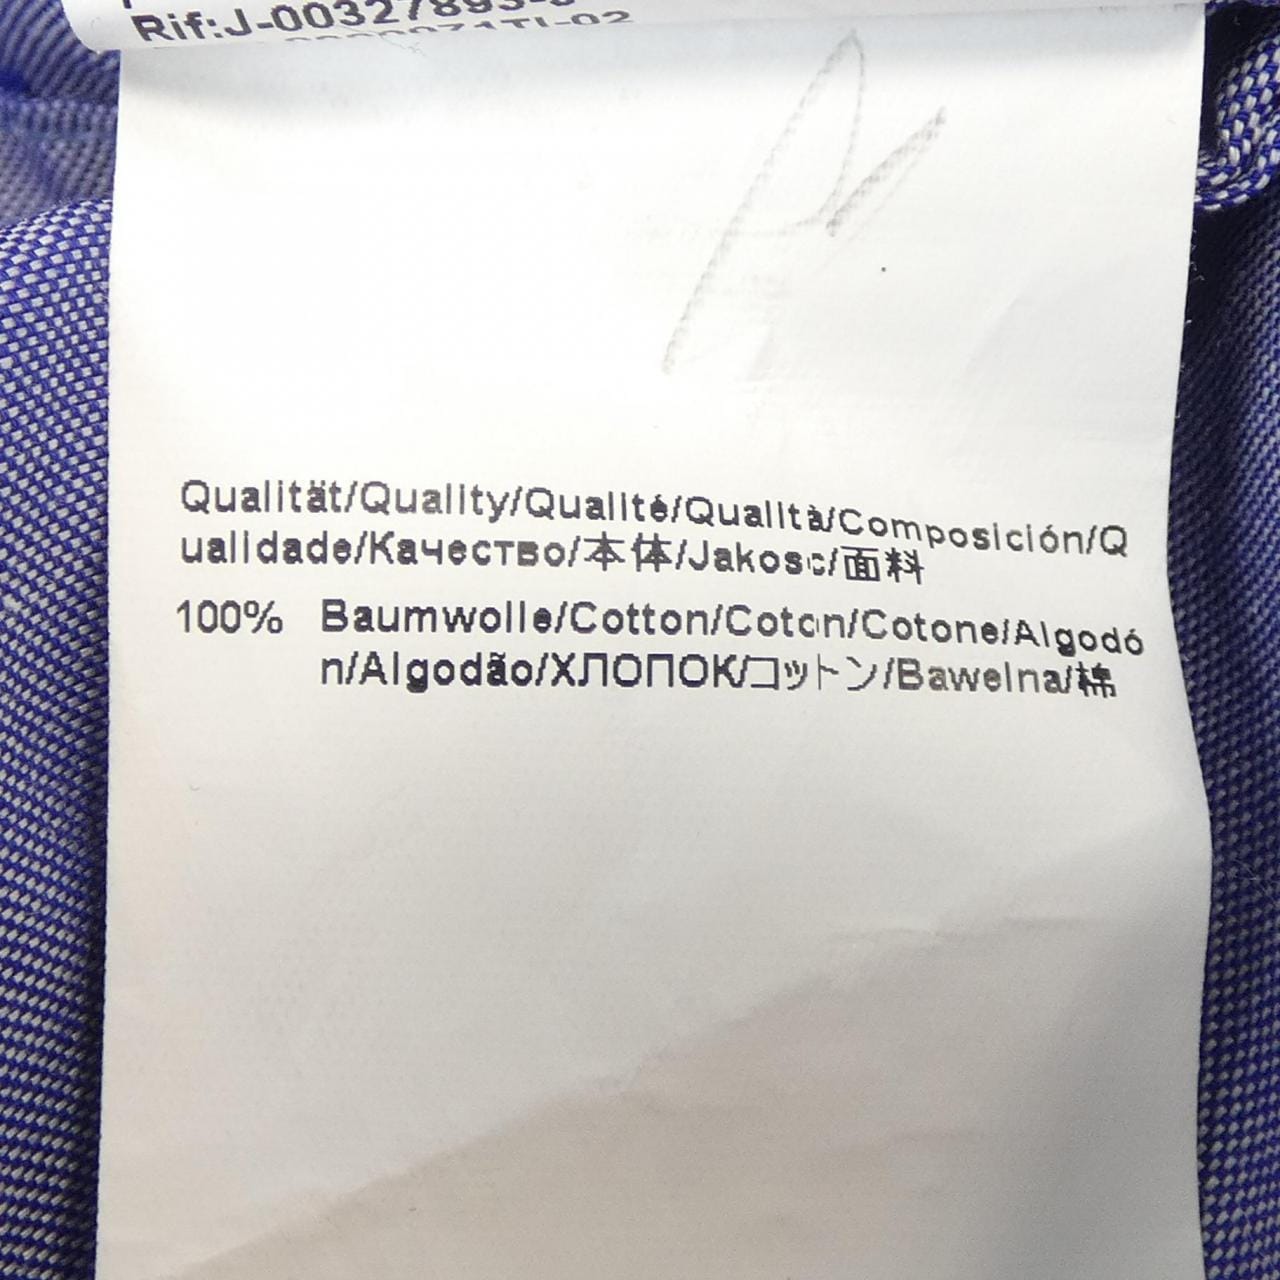 Rif:J-00327893-
Qualität/Quality/Qualité/Qualità/Composición/Q
ualidade/Качество/本体/Jakosc/面料
100% Baumwolle/Cotton/Coton/Cotone/Algodó
n/Algodão/ХЛОПОК/コットン/Bawelna/棉